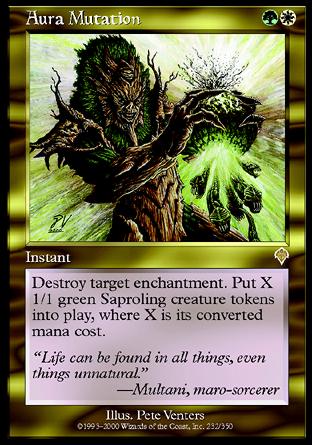 Aura Mutation
PV
Instant
Destroy target enchantment. Put X
1/1 green Saproling creature tokens
into play, where X is its converted
mana cost.
“Life can be found in all things, even
things unnatural.”
—Multani, maro-sorcerer
Illus. Pete Venters
©1993–2000 Wizards of the Coast, Inc. 232/350